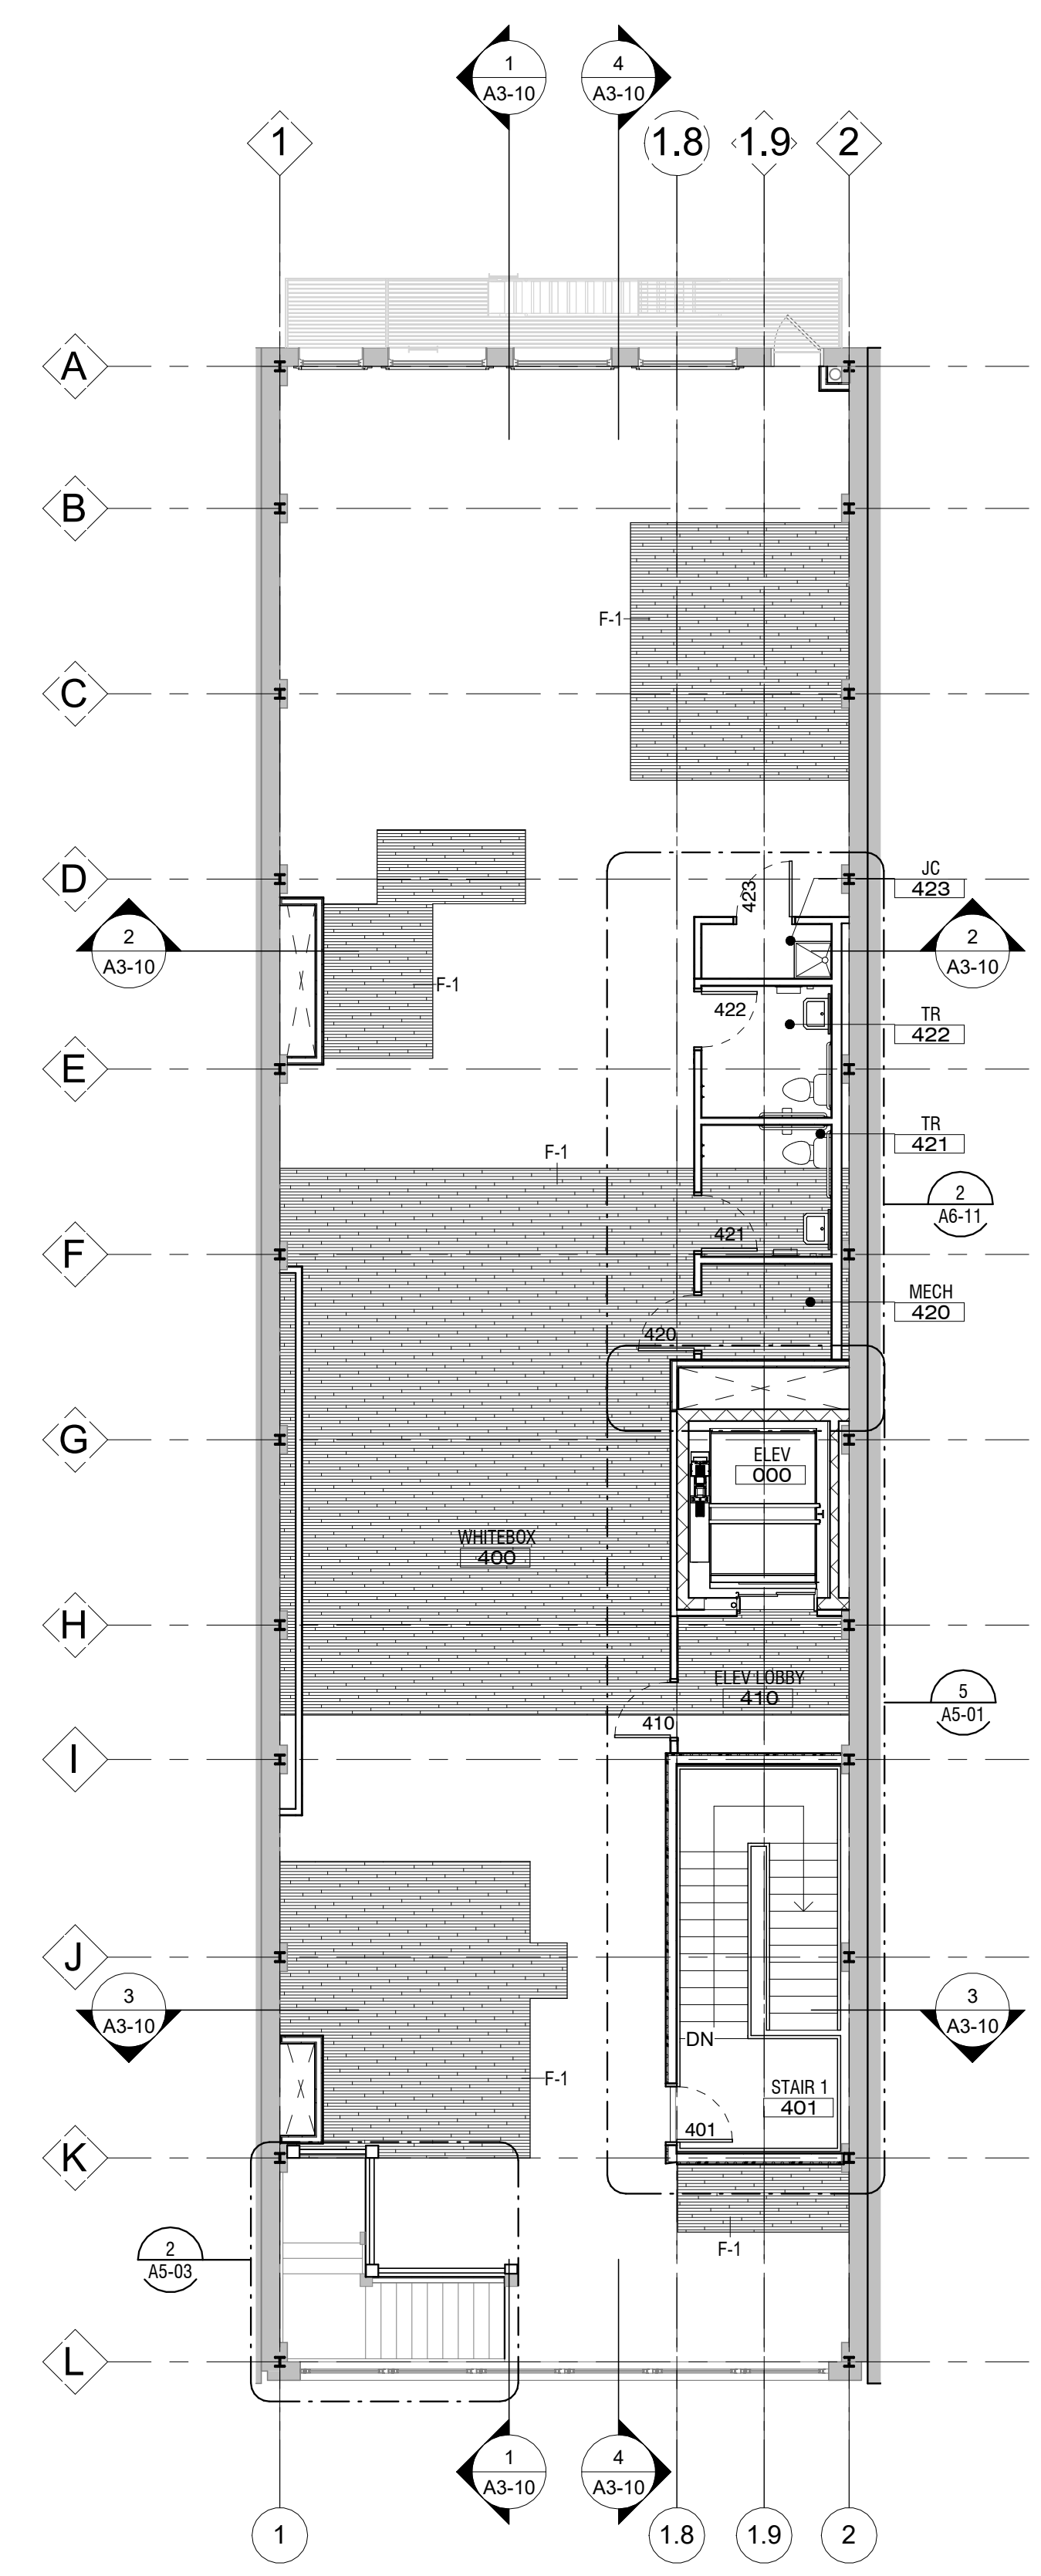 1
A3-10
4
A3-10
1
1.8
1.9
2
A
B
F-1
C
D
JC
423
423
2
A3-10
2
A3-10
F-1
422
TR
422
E
TR
421
F-1
2
A6-11
421
F
MECH
420
420
G
ELEV
000
WHITEBOX
400
H
ELEV LOBBY
410
5
A5-01
410
I
J
3
A3-10
3
A3-10
DN
F-1
STAIR 1
401
401
K
F-1
2
A5-03
L
1
A3-10
4
A3-10
1
1.8
1.9
2